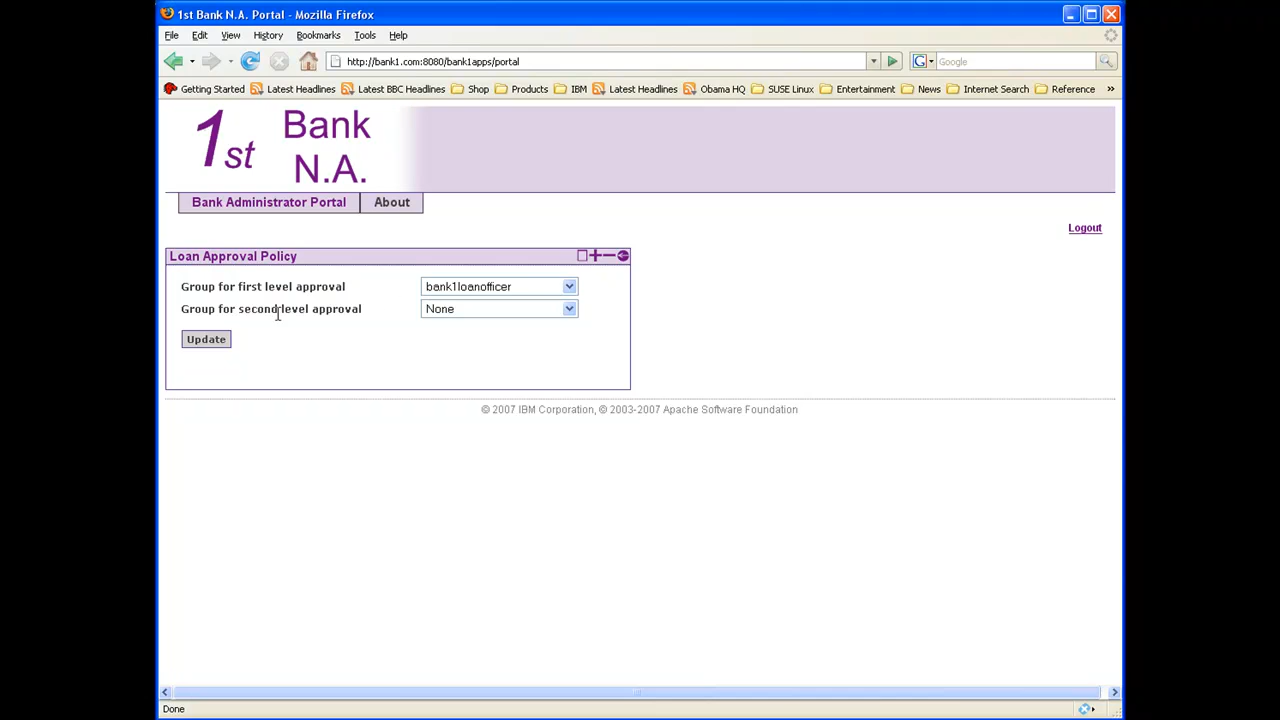 1st Bank N.A. Portal - Mozilla Firefox
File Edit View History Bookmarks Tools Help
http://bank1.com:8080/bank1apps/portal
G Google
Getting Started Latest Headlines Latest BBC Headlines Shop Products IBM Latest Headlines Obama HQ SUSE Linux Entertainment News Internet Search Reference »
1st Bank N.A.
Bank Administrator Portal About
Logout
Loan Approval Policy
Group for first level approval bank1loanofficer
Group for second level approval None
Update
© 2007 IBM Corporation, © 2003-2007 Apache Software Foundation
Done